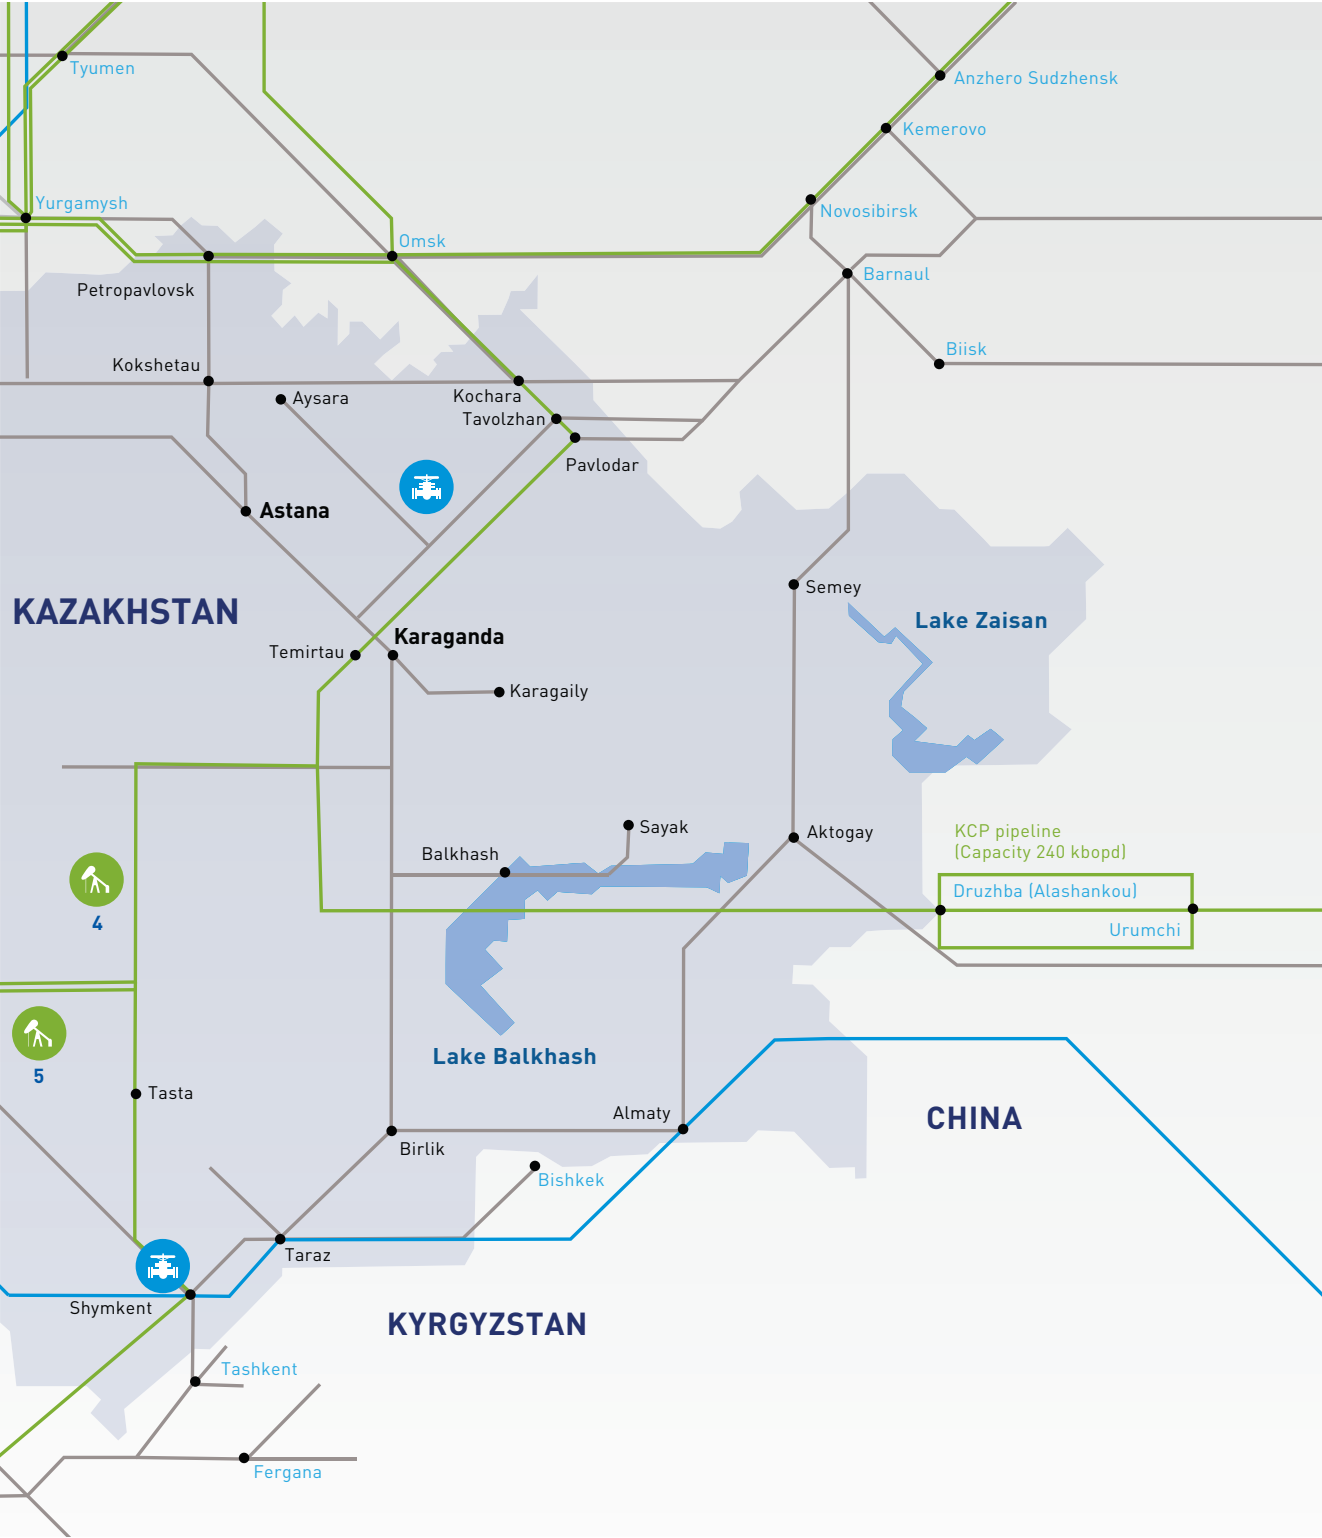 Tyumen
Anzhero Sudzhensk
Kemerovo
Yurgamysh
Novosibirsk
Omsk
Barnaul
Petropavlovsk
Biisk
Kokshetau
Kochara
Aysara
Tavolzhan
Pavlodar
Astana
Semey
KAZAKHSTAN
Lake Zaisan
Karaganda
Temirtau
Karagaily
Sayak
KCP pipeline
(Capacity 240 kbopd)
Aktogay
Balkhash
Druzhba (Alashankou)
4
Urumchi
Lake Balkhash
5
Tasta
Almaty
CHINA
Birlik
Bishkek
Taraz
Shymkent
KYRGYZSTAN
Tashkent
Fergana